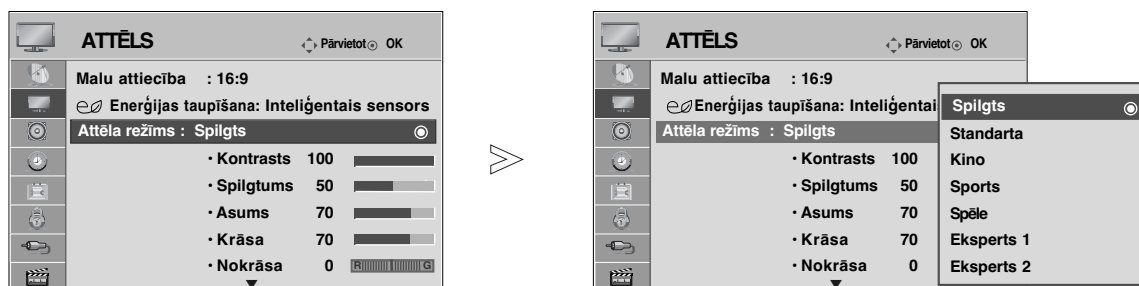 ATTĒLS
Pārvietot OK
Malu attiecība : 16:9
Enerģijas taupīšana: Inteliģentais sensors
Attēla režīms : Spilgts
• Kontrasts 100
• Spilgtums 50
• Asums 70
• Krāsa 70
• Nokrāsa 0 R G
ATTĒLS
Pārvietot OK
Malu attiecība : 16:9
Enerģijas taupīšana: Inteliģentai
Attēla režīms : Spilgts
• Kontrasts 100
• Spilgtums 50
• Asums 70
• Krāsa 70
• Nokrāsa 0
Spilgts
Standarta
Kino
Sports
Spēle
Eksperts 1
Eksperts 2